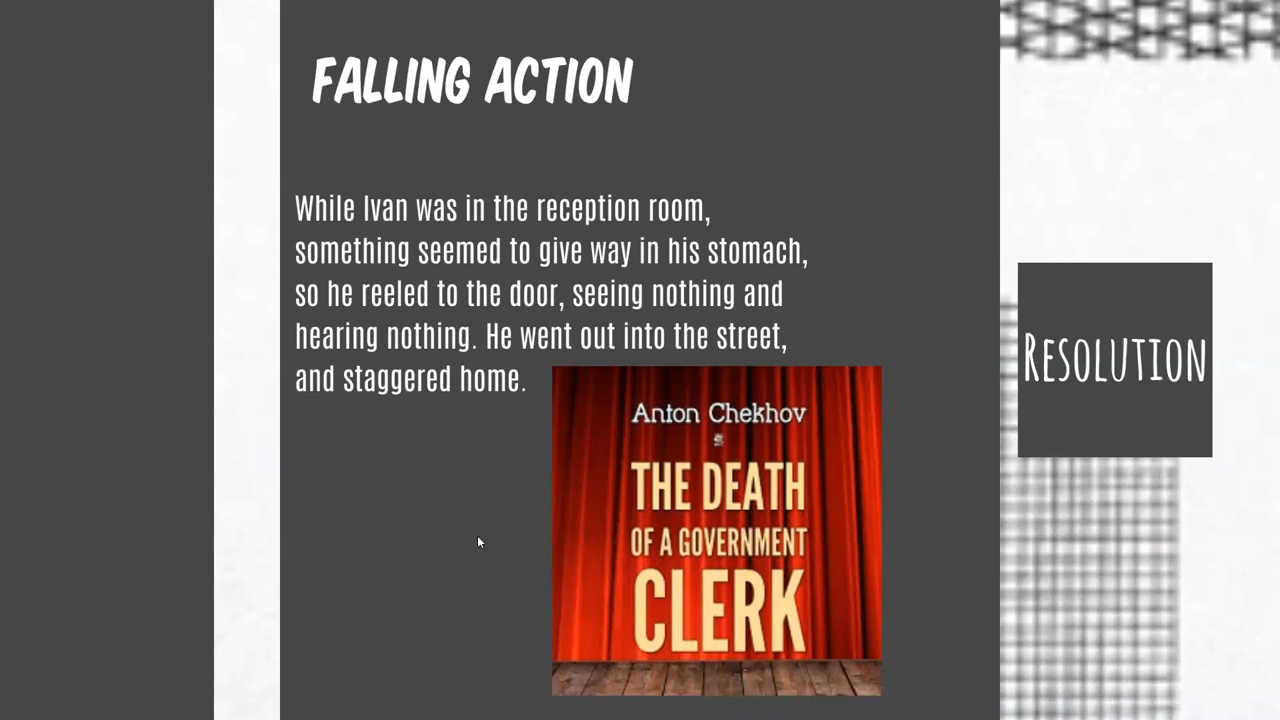 FALLING ACTION
While Ivan was in the reception room,
something seemed to give way in his stomach,
so he reeled to the door, seeing nothing and
hearing nothing. He went out into the street,
and staggered home.
Anton Chekhov
THE DEATH
OF A GOVERNMENT
CLERK
RESOLUTION